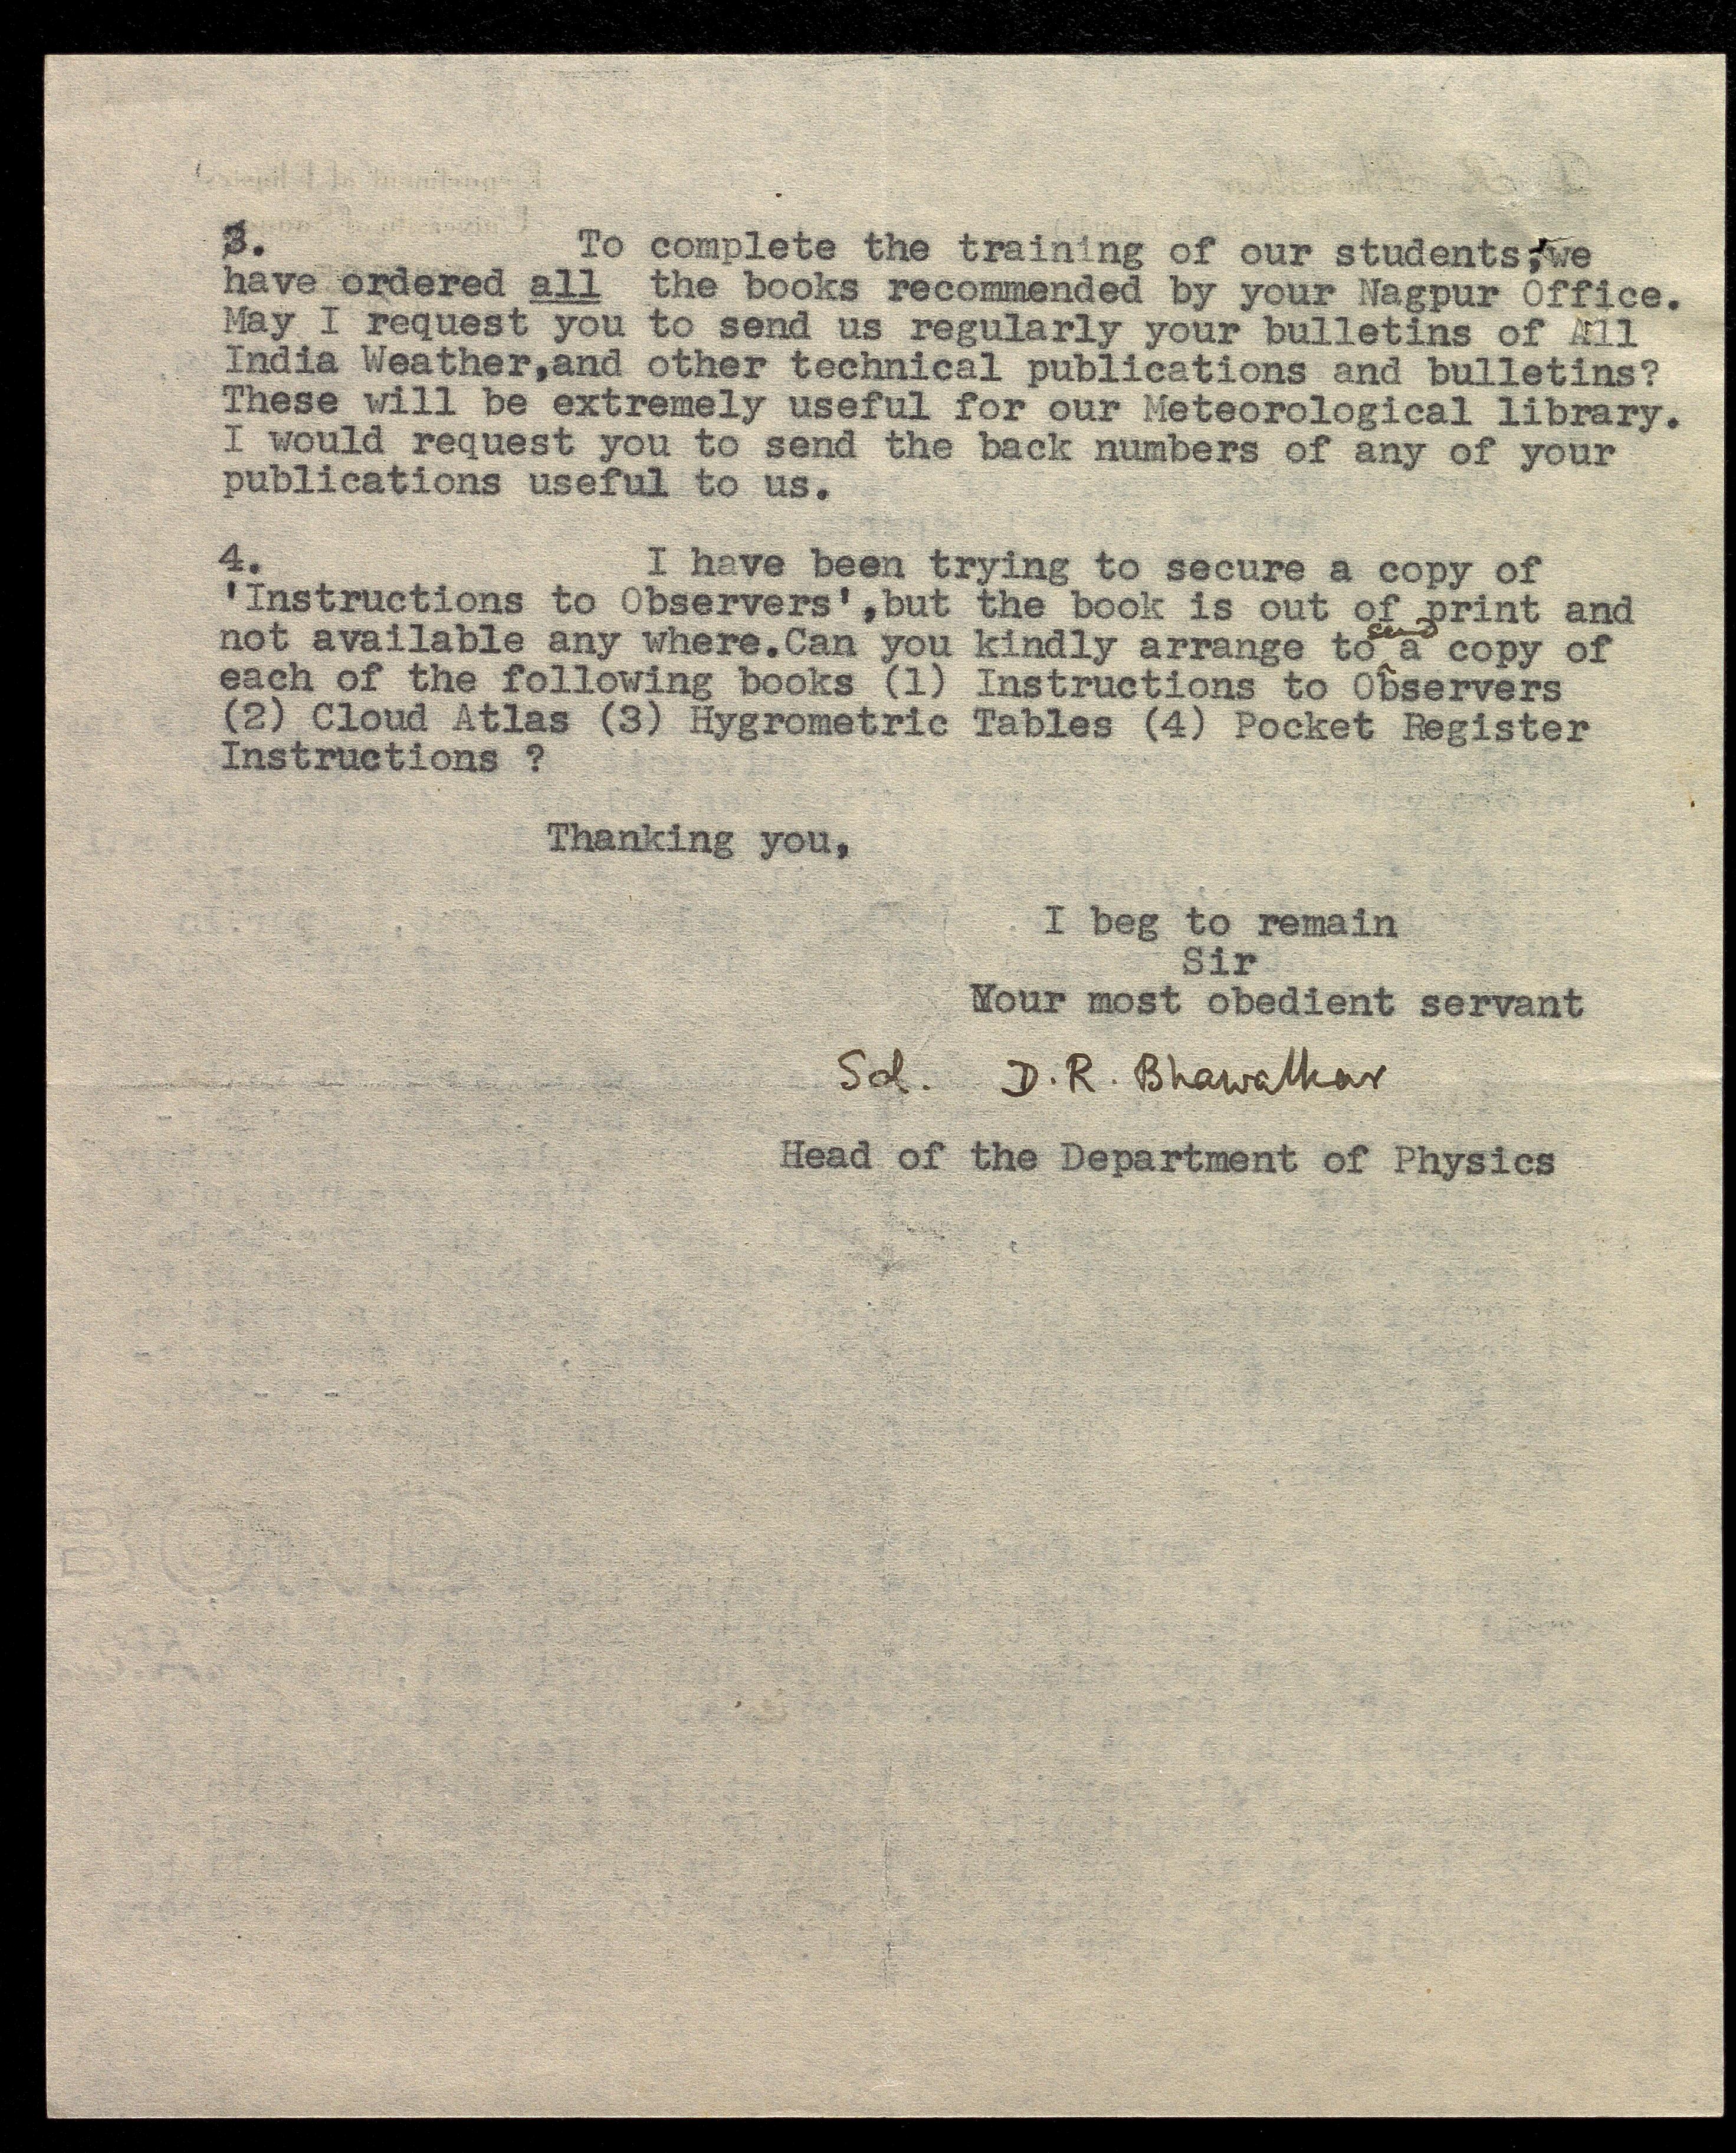 3. To complete the training of our students, we
have ordered all the books recommended by your Nagpur Office.
May I request you to send us regularly your bulletins of All
India Weather,and other technical publications and bulletins?
These will be extremely useful for our Meteorological library.
I would request you to send the back numbers of any of your
publications useful to us.
4. I have been trying to secure a copy of
'Instructions to Observers',but the book is out of print and
not available any where.Can you kindly arrange to send a copy of
each of the following books (1) Instructions to Observers
(2) Cloud Atlas (3) Hygrometric Tables (4) Pocket Register
Instructions ?
Thanking you,
I beg to remain
Sir
Your most obedient servant
Sd. D.R. Bhawalkar
Head of the Department of Physics